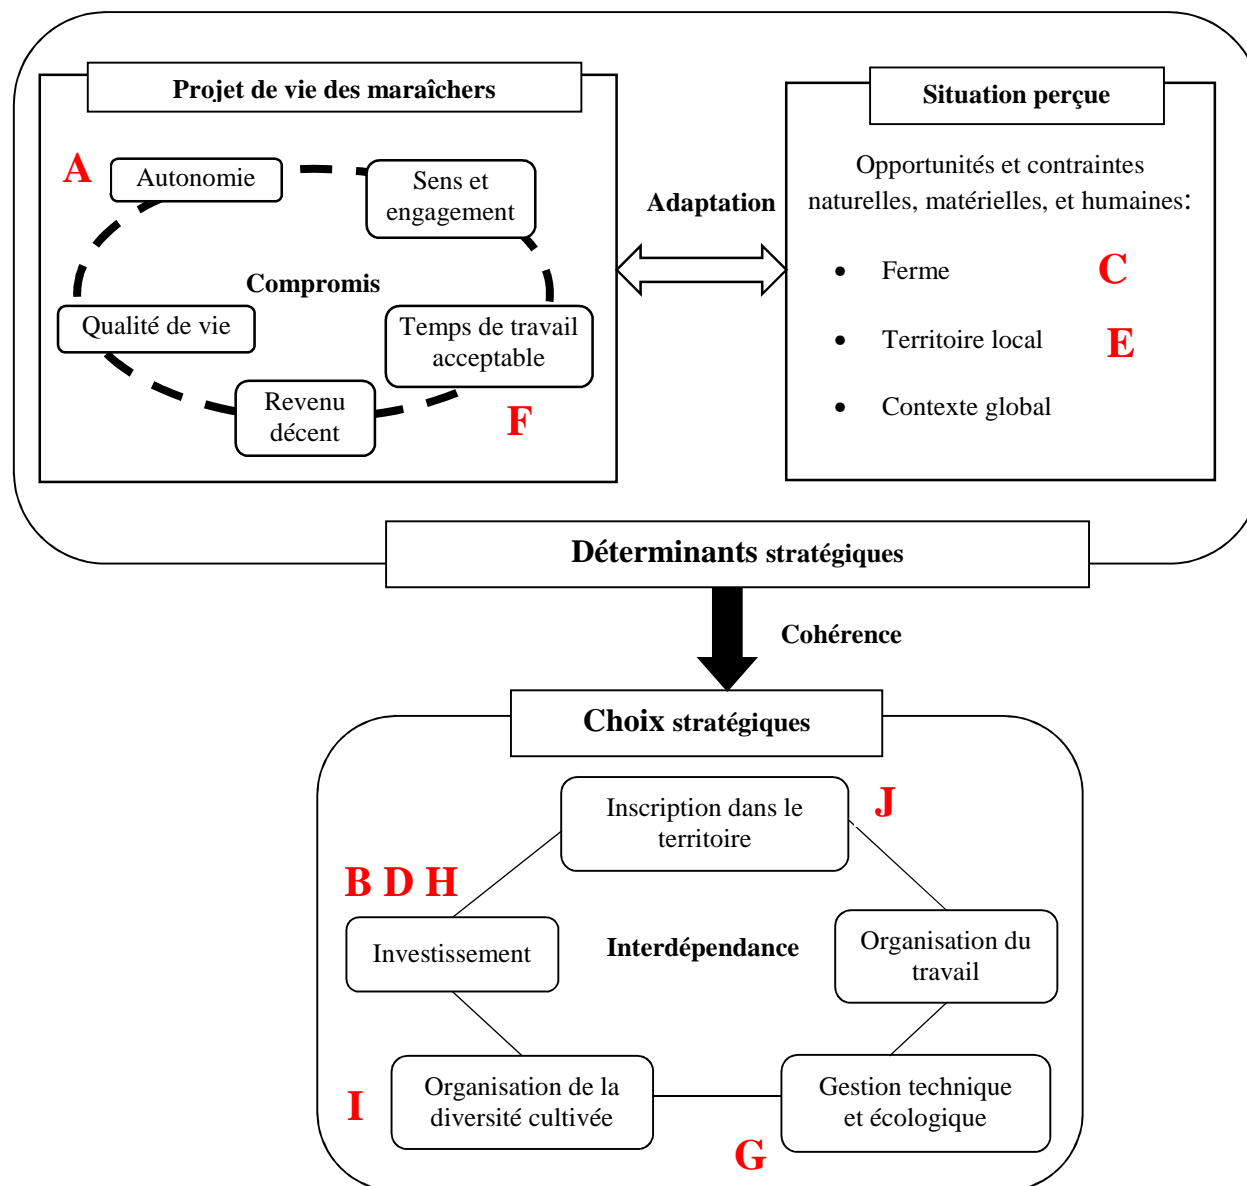 Projet de vie des maraîchers
A
Autonomie
Sens et
engagement
Compromis
Qualité de vie
Temps de travail
acceptable
Revenu
décent
F
Adaptation
Situation perçue
Opportunités et contraintes
naturelles, matérielles, et humaines:
• Ferme
C
• Territoire local
E
• Contexte global
Déterminants stratégiques
Cohérence
Choix stratégiques
Inscription dans le
territoire
J
B D H
Investissement
Interdépendance
Organisation du
travail
I
Organisation de la
diversité cultivée
Gestion technique
et écologique
G